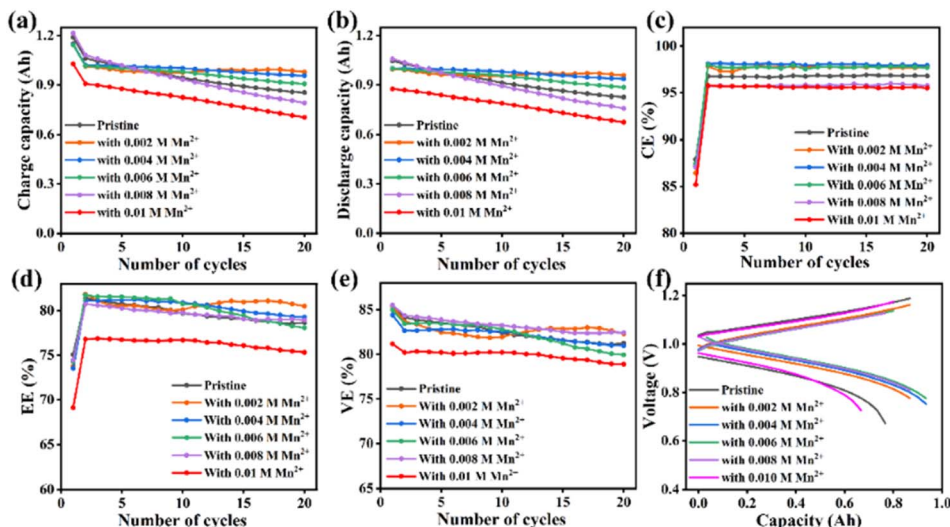 (a)
Charge capacity (Ah)
1.2
0.9
0.6
0.3
0.0
Pristine
with 0.002 M Mn²⁺
with 0.004 M Mn²⁺
with 0.006 M Mn²⁺
with 0.008 M Mn²⁺
with 0.01 M Mn²⁺
0 5 10 15 20
Number of cycles
(b)
Discharge capacity (Ah)
1.2
0.9
0.6
0.3
0.0
Pristine
with 0.002 M Mn²⁺
with 0.004 M Mn²⁺
with 0.006 M Mn²⁺
with 0.008 M Mn²⁺
with 0.01 M Mn²⁺
0 5 10 15 20
Number of cycles
(c)
CE (%)
100
95
90
85
80
Pristine
With 0.002 M Mn²⁺
With 0.004 M Mn²⁺
With 0.006 M Mn²⁺
With 0.008 M Mn²⁺
With 0.01 M Mn²⁺
0 5 10 15 20
Number of cycles
(d)
EE (%)
80
75
70
65
60
Pristine
With 0.002 M Mn²⁺
With 0.004 M Mn²⁺
With 0.006 M Mn²⁺
With 0.008 M Mn²⁺
With 0.01 M Mn²⁺
0 5 10 15 20
Number of cycles
(e)
VE (%)
85
80
75
70
65
Pristine
With 0.002 M Mn²⁺
With 0.004 M Mn²⁺
With 0.006 M Mn²⁺
With 0.008 M Mn²⁺
With 0.01 M Mn²⁺
0 5 10 15 20
Number of cycles
(f)
Voltage (V)
1.2
1.0
0.8
0.6
0.4
Pristine
with 0.002 M Mn²⁺
with 0.004 M Mn²⁺
with 0.006 M Mn²⁺
with 0.008 M Mn²⁺
with 0.010 M Mn²⁺
0.0 0.2 0.4 0.6 0.8 1.0
Capacity (Ah)